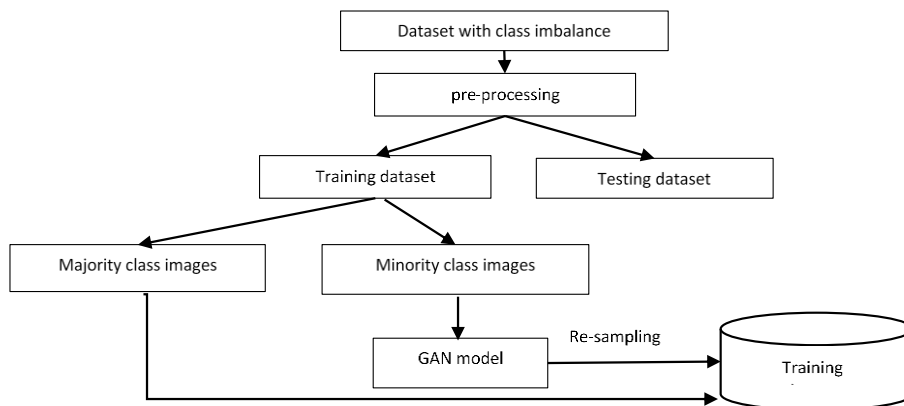 Dataset with class imbalance
pre-processing
Training dataset
Testing dataset
Majority class images
Minority class images
Re-sampling
GAN model
Training